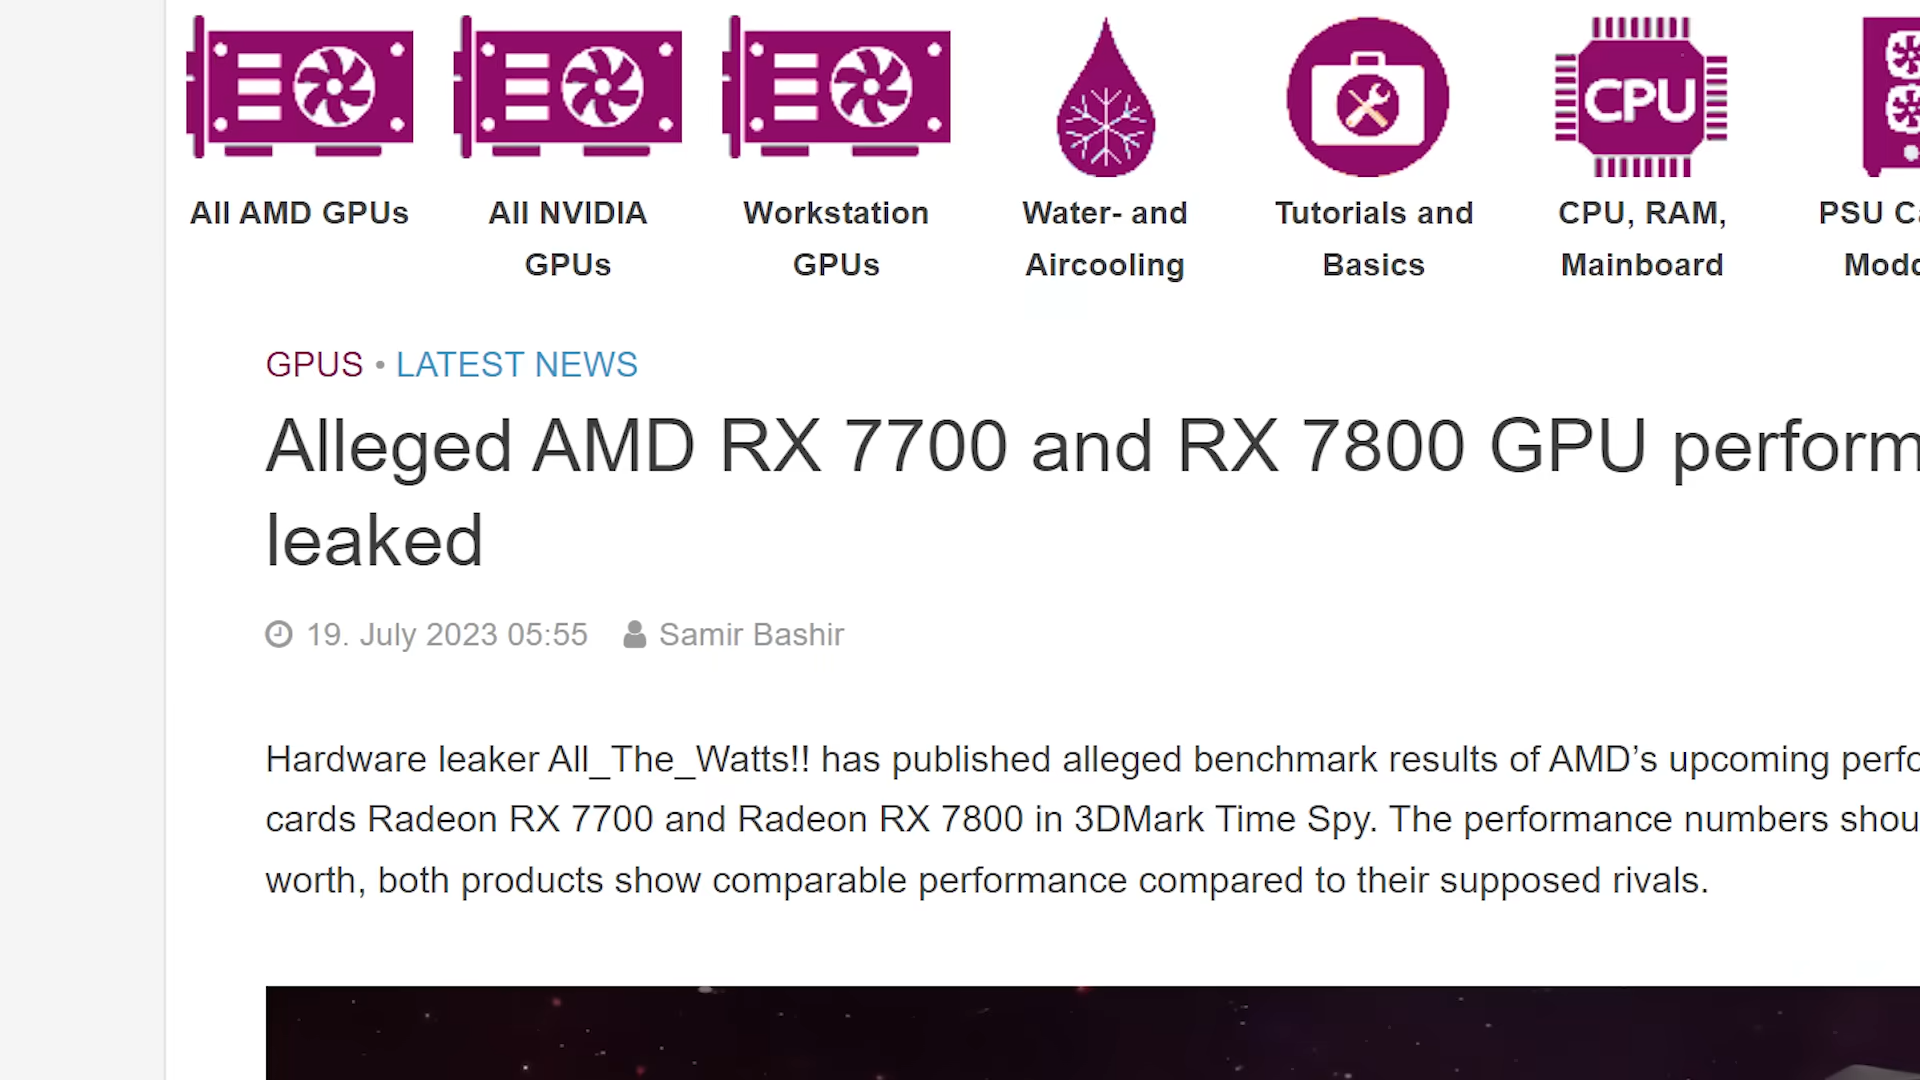 All AMD GPUs
All NVIDIA
GPUs
Workstation
GPUs
Water- and
Aircooling
Tutorials and
Basics
CPU
CPU, RAM,
Mainboard
PSU
GPUS • LATEST NEWS
Alleged AMD RX 7700 and RX 7800 GPU perform
leaked
19. July 2023 05:55 Samir Bashir
Hardware leaker All_The_Watts!! has published alleged benchmark results of AMD’s upcoming perfo
cards Radeon RX 7700 and Radeon RX 7800 in 3DMark Time Spy. The performance numbers shou
worth, both products show comparable performance compared to their supposed rivals.